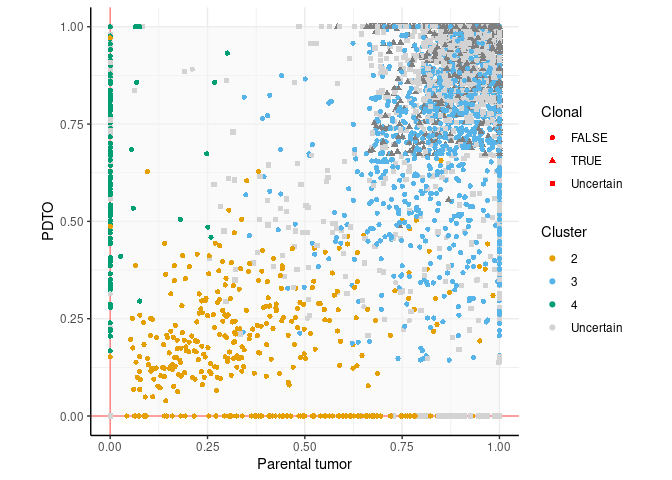 1.00
0.75
0.50
0.25
0.00
PDTO
0.00
0.25
0.50
0.75
1.00
Parental tumor
Clonal
FALSE
TRUE
Uncertain
Cluster
2
3
4
Uncertain